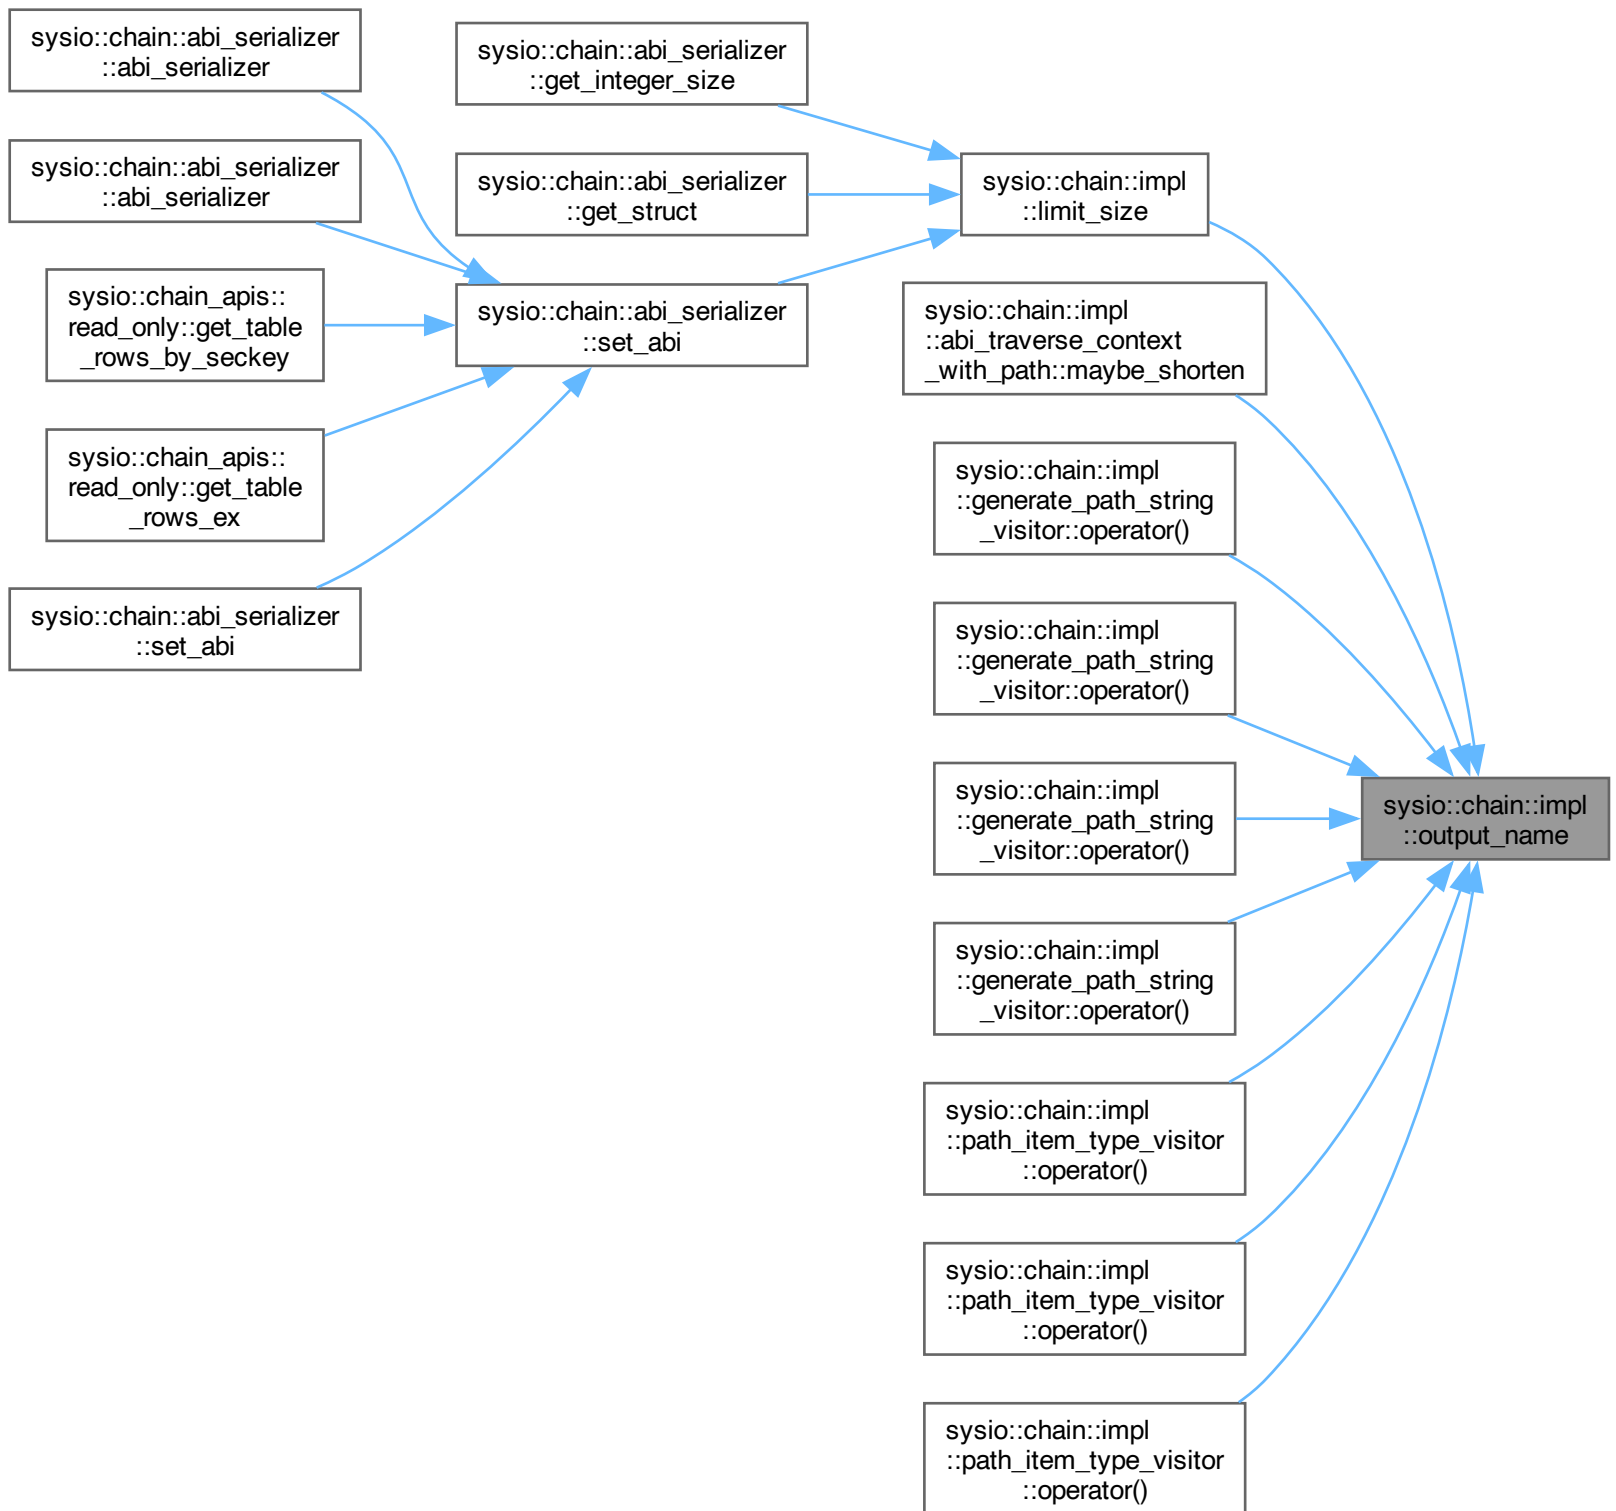 sysio::chain::abi_serializer
::abi_serializer
sysio::chain::abi_serializer
::abi_serializer
sysio::chain_apis::
read_only::get_table
_rows_by_seckey
sysio::chain_apis::
read_only::get_table
_rows_ex
sysio::chain::abi_serializer
::set_abi
sysio::chain::abi_serializer
::get_integer_size
sysio::chain::abi_serializer
::get_struct
sysio::chain::abi_serializer
::set_abi
sysio::chain::impl
::limit_size
sysio::chain::impl
::abi_traverse_context
_with_path::maybe_shorten
sysio::chain::impl
::generate_path_string
_visitor::operator()
sysio::chain::impl
::generate_path_string
_visitor::operator()
sysio::chain::impl
::generate_path_string
_visitor::operator()
sysio::chain::impl
::generate_path_string
_visitor::operator()
sysio::chain::impl
::path_item_type_visitor
::operator()
sysio::chain::impl
::path_item_type_visitor
::operator()
sysio::chain::impl
::path_item_type_visitor
::operator()
sysio::chain::impl
::output_name